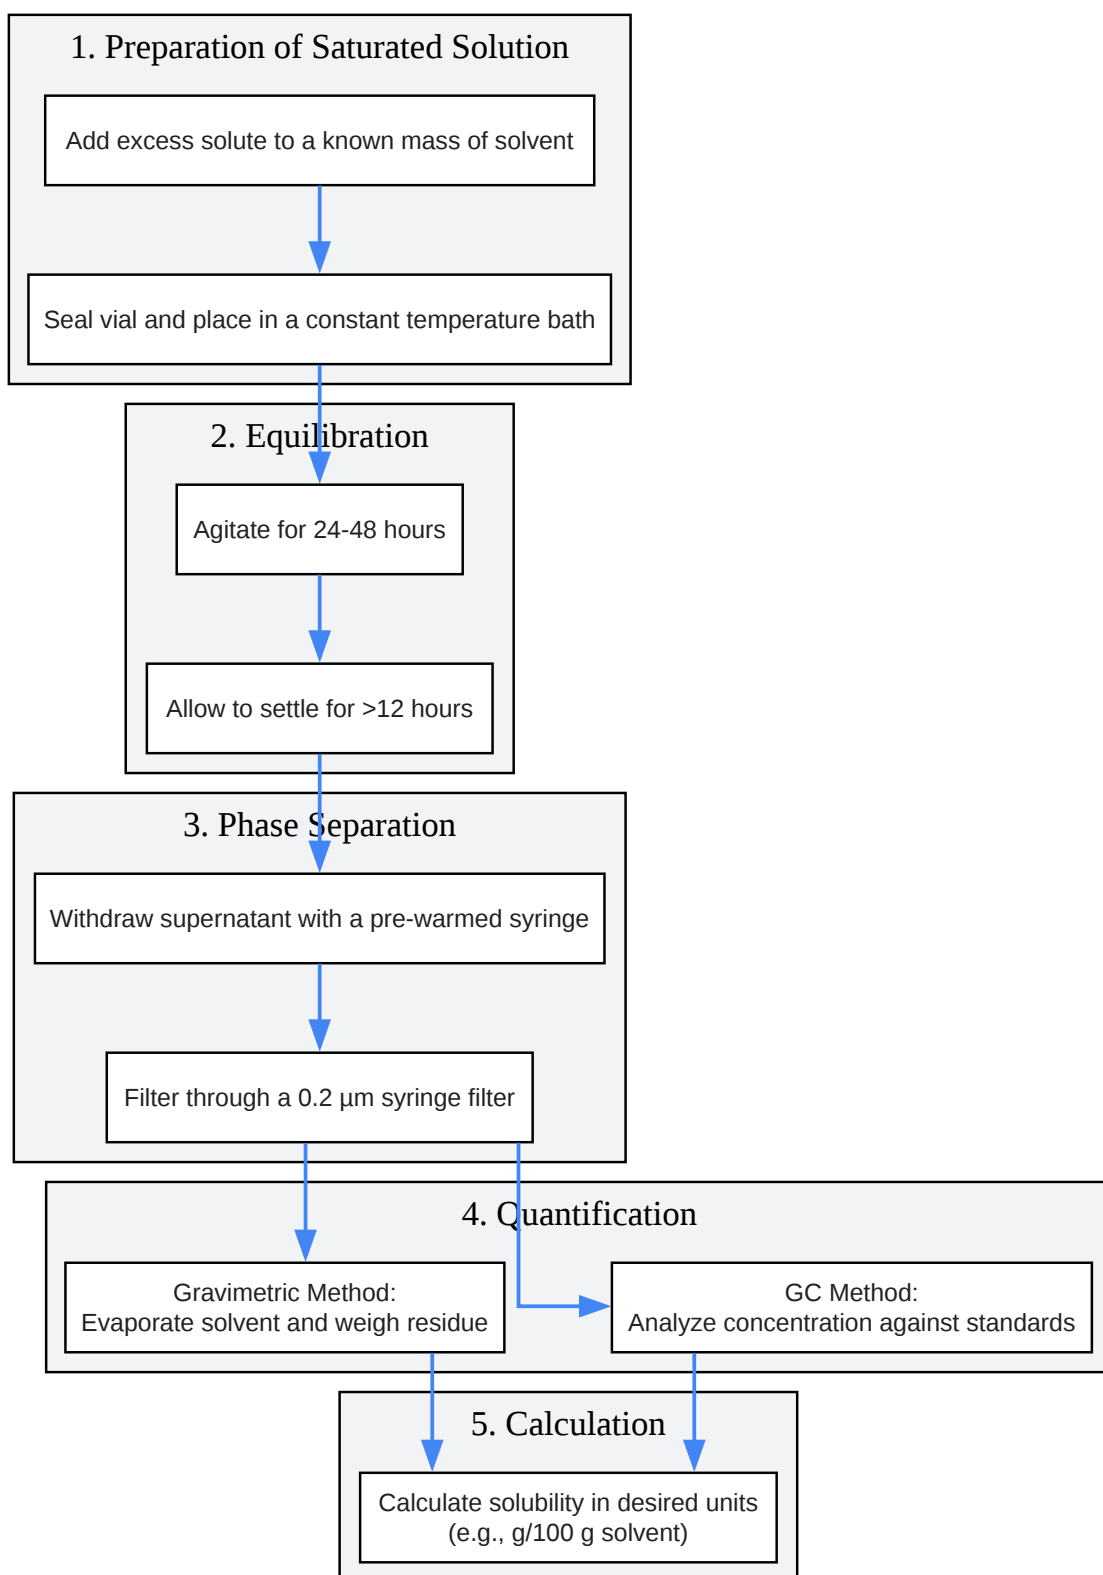 1. Preparation of Saturated Solution
Add excess solute to a known mass of solvent
Seal vial and place in a constant temperature bath
2. Equilibration
Agitate for 24-48 hours
Allow to settle for >12 hours
3. Phase Separation
Withdraw supernatant with a pre-warmed syringe
Filter through a 0.2 µm syringe filter
4. Quantification
Gravimetric Method:
Evaporate solvent and weigh residue
GC Method:
Analyze concentration against standards
5. Calculation
Calculate solubility in desired units
(e.g., g/100 g solvent)